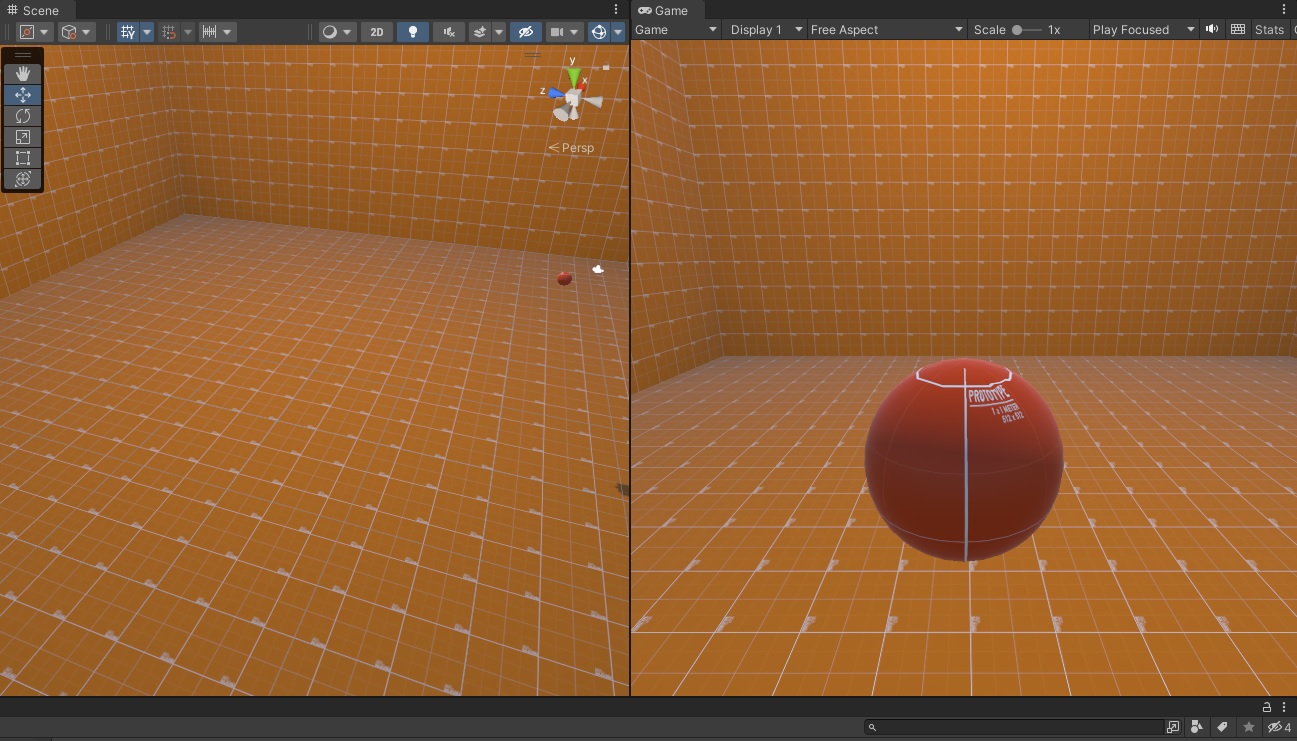 Scene
Game
2D
Game
Display 1
Free Aspect
Scale
1x
Play Focused
Stats
y
x
z
Persp
PROTOTYPE
1 x 1 METER
512 x 512
4